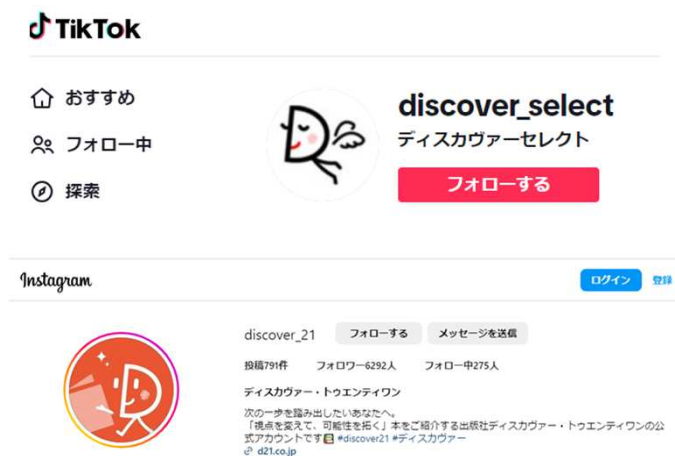 TikTok
おすすめ
フォロー中
探索
discover_select
ディスカヴァーセレクト
フォローする
Instagram
ログイン 登録
discover_21 フォローする メッセージを送信
投稿791件 フォロワー6292人 フォロー中275人
ディスカヴァー・トゥエンティワン
次の一歩を踏み出したいあなたへ。
「視点を変えて、可能性を拓く」本をご紹介する出版社ディスカヴァー・トゥエンティワンの公
式アカウントです #discover21 #ディスカヴァー
d21.co.jp